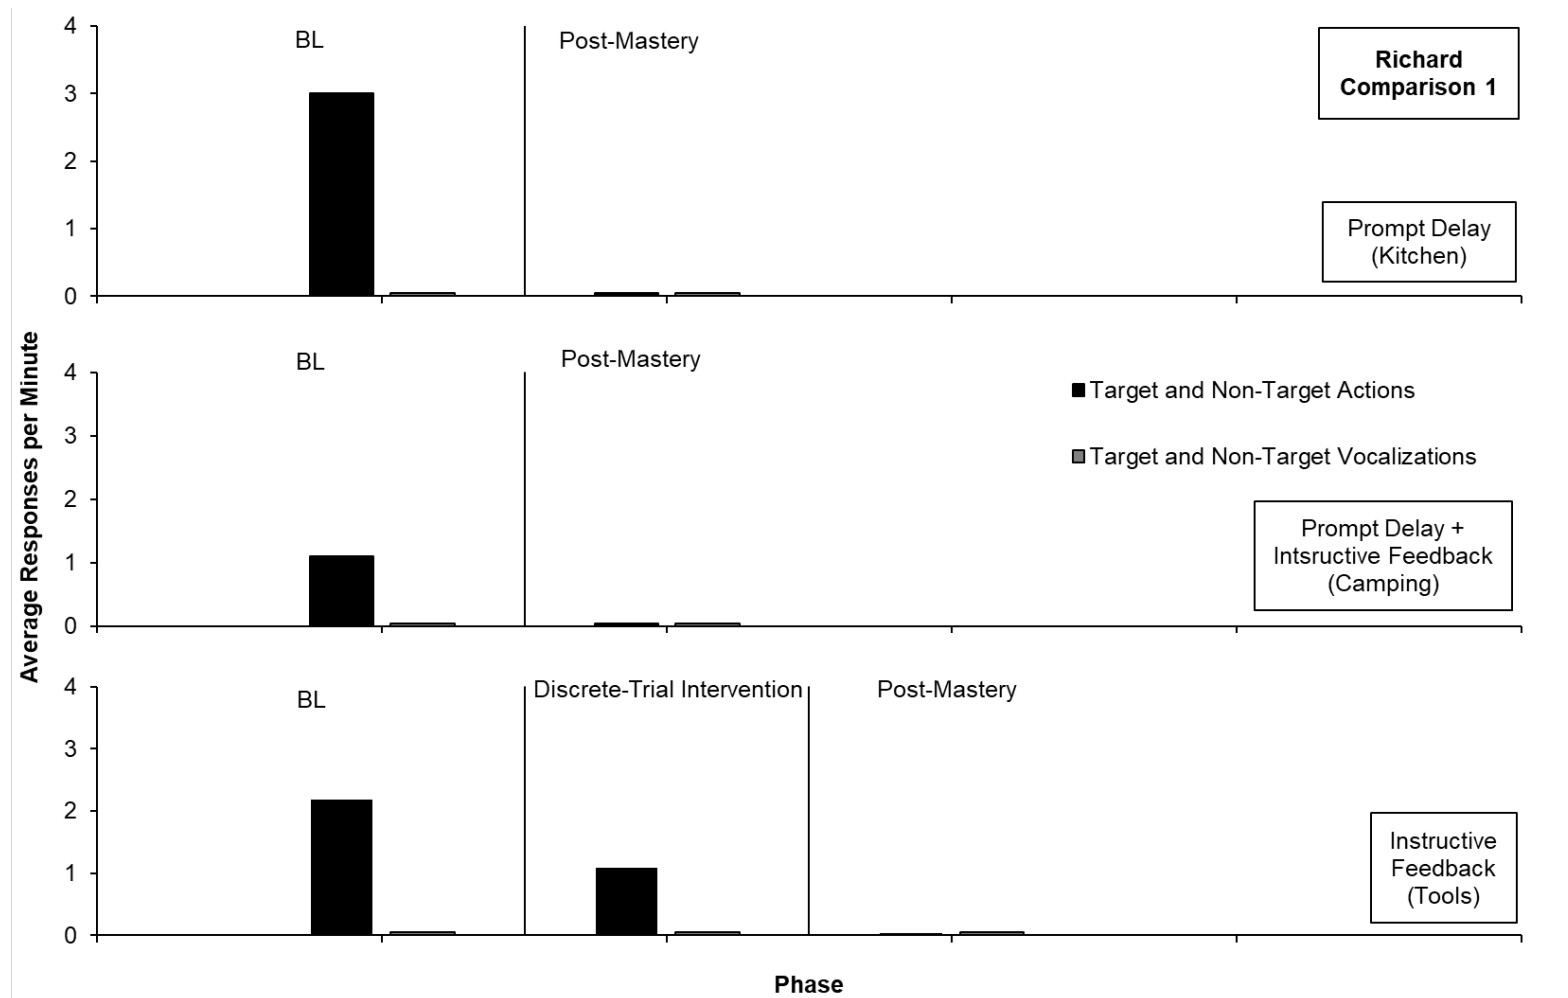 Average Responses per Minute
4
3
2
1
0
BL
Post-Mastery
Richard
Comparison 1
Prompt Delay
(Kitchen)
4
3
2
1
0
BL
Post-Mastery
Target and Non-Target Actions
Target and Non-Target Vocalizations
Prompt Delay +
Intsructive Feedback
(Camping)
4
3
2
1
0
BL
Discrete-Trial Intervention
Post-Mastery
Instructive
Feedback
(Tools)
Phase